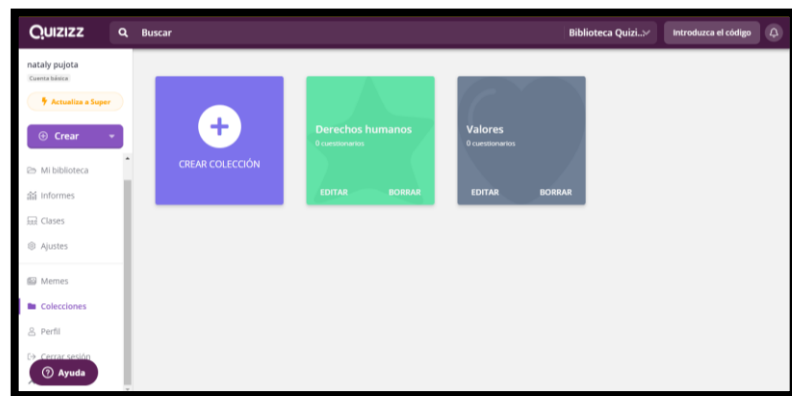 Quizizz
Buscar
Biblioteca Quizi..
Introduzca el código
nataly pujota
Cuenta básica
Actualiza a Super
Crear
Mi biblioteca
Informes
Clases
Ajustes
Memes
Colecciones
Perfil
Cerrar sesión
Ayuda
CREAR COLECCIÓN
Derechos humanos
0 cuestionarios
EDITAR BORRAR
Valores
0 cuestionarios
EDITAR BORRAR